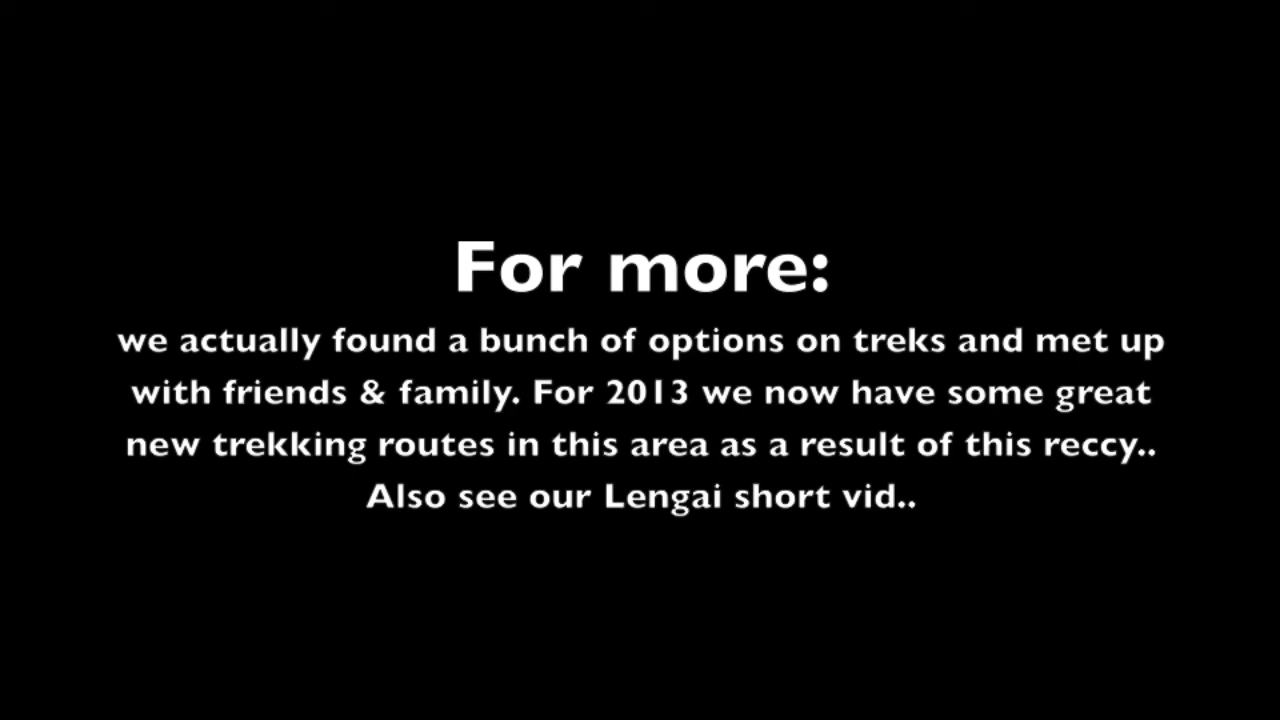 For more:
we actually found a bunch of options on treks and met up
with friends & family. For 2013 we now have some great
new trekking routes in this area as a result of this reccy..
Also see our Lengai short vid..